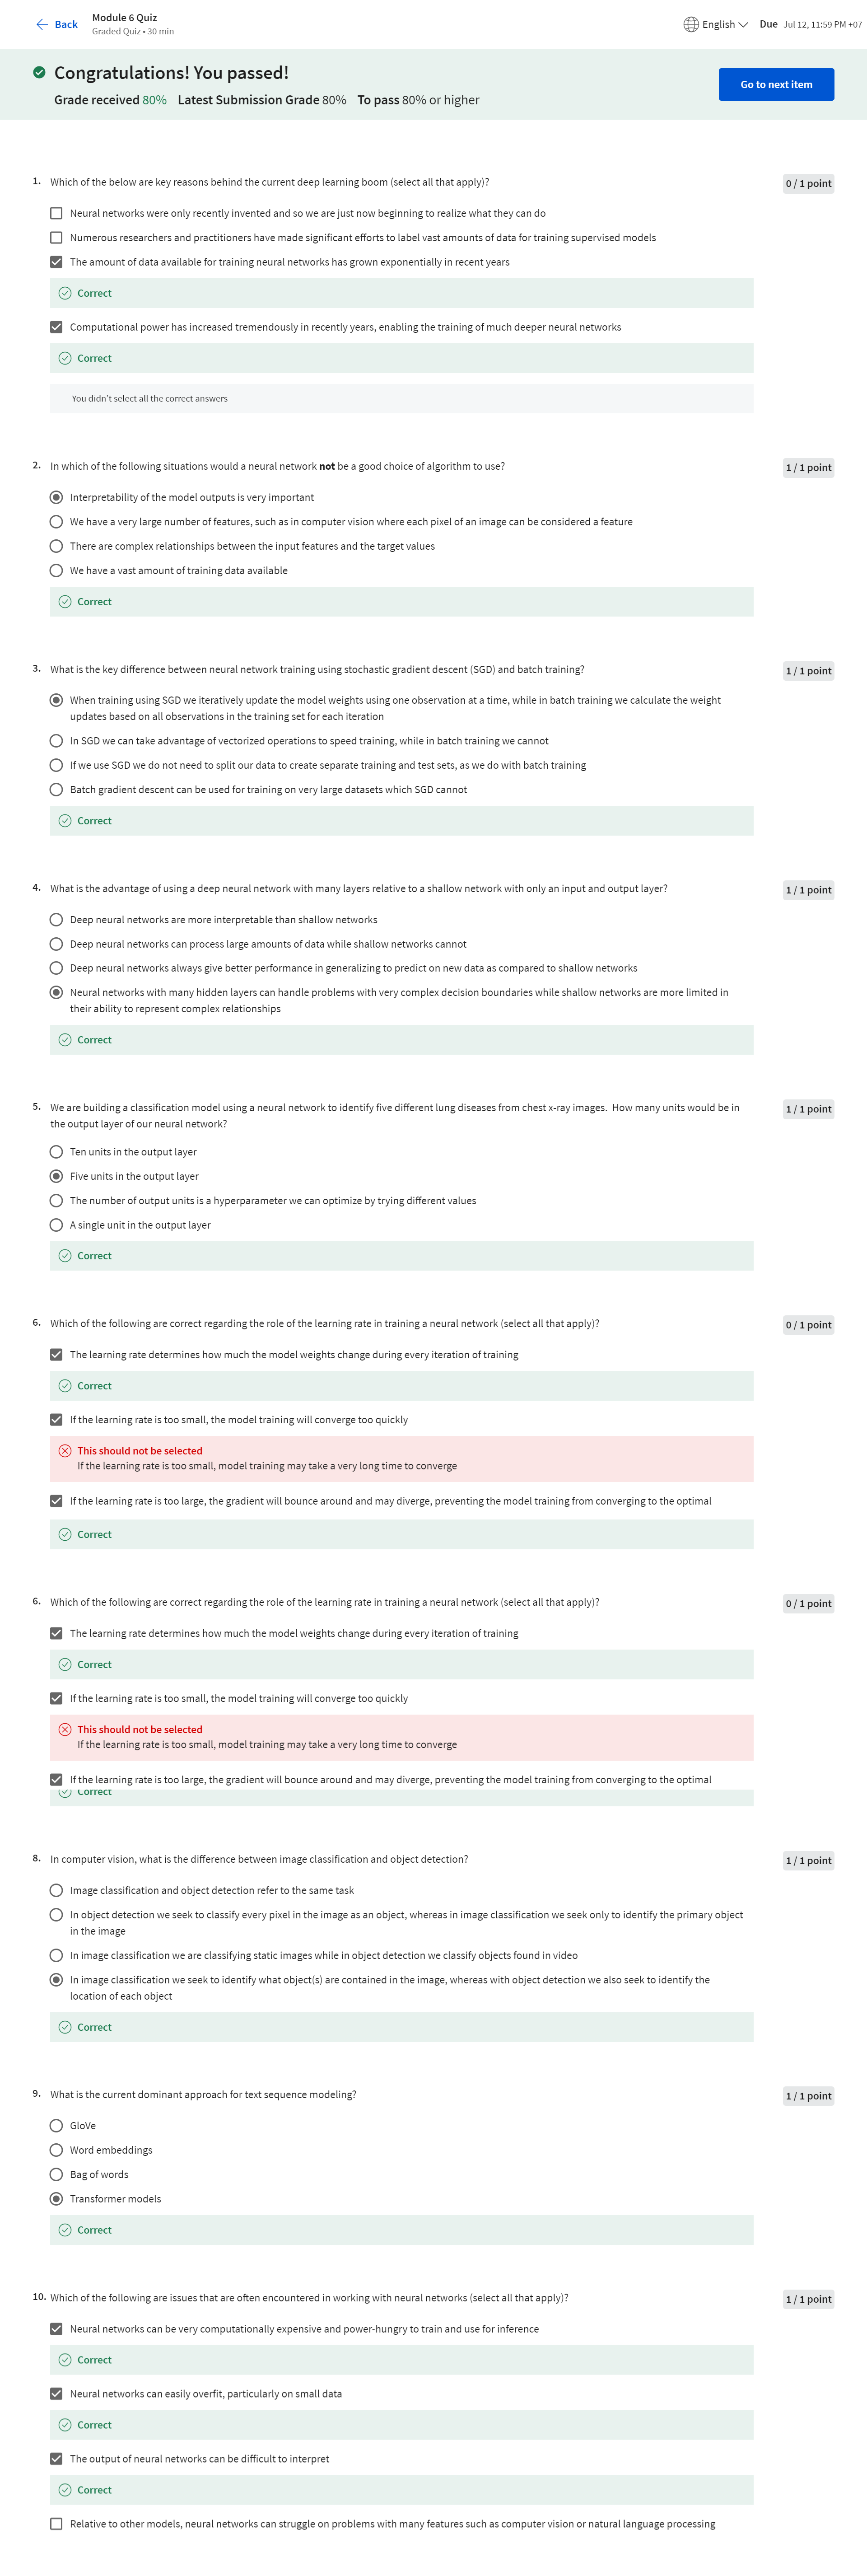 Back
Module 6 Quiz
Graded Quiz • 30 min
English
Due Jul 12, 11:59 PM +07
Congratulations! You passed!
Grade received 80% Latest Submission Grade 80% To pass 80% or higher
Go to next item
1. Which of the below are key reasons behind the current deep learning boom (select all that apply)?
0 / 1 point
Neural networks were only recently invented and so we are just now beginning to realize what they can do
Numerous researchers and practitioners have made significant efforts to label vast amounts of data for training supervised models
The amount of data available for training neural networks has grown exponentially in recent years
Correct
Computational power has increased tremendously in recently years, enabling the training of much deeper neural networks
Correct
You didn't select all the correct answers
2. In which of the following situations would a neural network not be a good choice of algorithm to use?
1 / 1 point
Interpretability of the model outputs is very important
We have a very large number of features, such as in computer vision where each pixel of an image can be considered a feature
There are complex relationships between the input features and the target values
We have a vast amount of training data available
Correct
3. What is the key difference between neural network training using stochastic gradient descent (SGD) and batch training?
1 / 1 point
When training using SGD we iteratively update the model weights using one observation at a time, while in batch training we calculate the weight
updates based on all observations in the training set for each iteration
In SGD we can take advantage of vectorized operations to speed training, while in batch training we cannot
If we use SGD we do not need to split our data to create separate training and test sets, as we do with batch training
Batch gradient descent can be used for training on very large datasets which SGD cannot
Correct
4. What is the advantage of using a deep neural network with many layers relative to a shallow network with only an input and output layer?
1 / 1 point
Deep neural networks are more interpretable than shallow networks
Deep neural networks can process large amounts of data while shallow networks cannot
Deep neural networks always give better performance in generalizing to predict on new data as compared to shallow networks
Neural networks with many hidden layers can handle problems with very complex decision boundaries while shallow networks are more limited in
their ability to represent complex relationships
Correct
5. We are building a classification model using a neural network to identify five different lung diseases from chest x-ray images. How many units would be in
the output layer of our neural network?
1 / 1 point
Ten units in the output layer
Five units in the output layer
The number of output units is a hyperparameter we can optimize by trying different values
A single unit in the output layer
Correct
6. Which of the following are correct regarding the role of the learning rate in training a neural network (select all that apply)?
0 / 1 point
The learning rate determines how much the model weights change during every iteration of training
Correct
If the learning rate is too small, the model training will converge too quickly
This should not be selected
If the learning rate is too small, model training may take a very long time to converge
If the learning rate is too large, the gradient will bounce around and may diverge, preventing the model training from converging to the optimal
Correct
6. Which of the following are correct regarding the role of the learning rate in training a neural network (select all that apply)?
0 / 1 point
The learning rate determines how much the model weights change during every iteration of training
Correct
If the learning rate is too small, the model training will converge too quickly
This should not be selected
If the learning rate is too small, model training may take a very long time to converge
If the learning rate is too large, the gradient will bounce around and may diverge, preventing the model training from converging to the optimal
Correct
8. In computer vision, what is the difference between image classification and object detection?
1 / 1 point
Image classification and object detection refer to the same task
In object detection we seek to classify every pixel in the image as an object, whereas in image classification we seek only to identify the primary object
in the image
In image classification we are classifying static images while in object detection we classify objects found in video
In image classification we seek to identify what object(s) are contained in the image, whereas with object detection we also seek to identify the
location of each object
Correct
9. What is the current dominant approach for text sequence modeling?
1 / 1 point
GloVe
Word embeddings
Bag of words
Transformer models
Correct
10. Which of the following are issues that are often encountered in working with neural networks (select all that apply)?
1 / 1 point
Neural networks can be very computationally expensive and power-hungry to train and use for inference
Correct
Neural networks can easily overfit, particularly on small data
Correct
The output of neural networks can be difficult to interpret
Correct
Relative to other models, neural networks can struggle on problems with many features such as computer vision or natural language processing